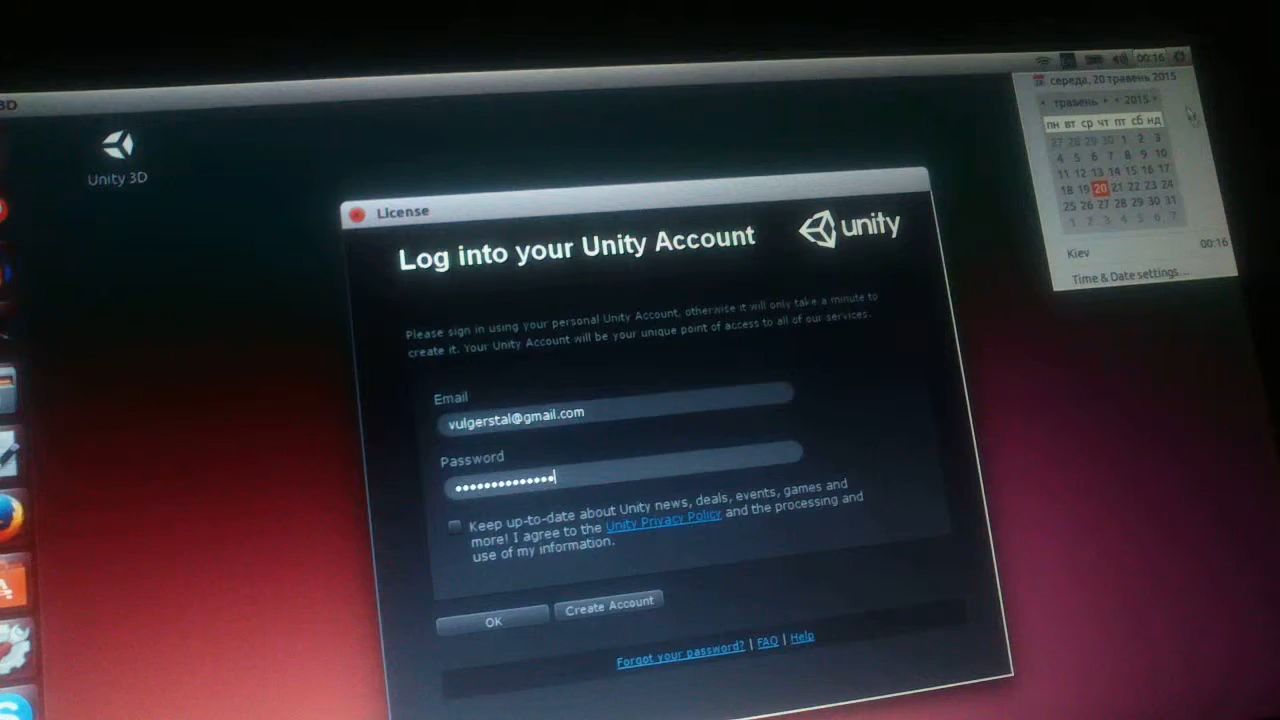 3D
00:16
середа, 20 травень 2015
травень
2015
пн вт ср чт пт сб нд
27 28 29 30 1 2 3
4 5 6 7 8 9 10
11 12 13 14 15 16 17
18 19 20 21 22 23 24
25 26 27 28 29 30 31
1 2 3 4 5 6 7
Kiev 00:16
Time & Date settings...
Unity 3D
License
Log into your Unity Account
unity
Please sign in using your personal Unity Account, otherwise it will only take a minute to
create it. Your Unity Account will be your unique point of access to all of our services.
Email
vulgerstal@gmail.com
Password
Keep up-to-date about Unity news, deals, events, games and
more! I agree to the Unity Privacy Policy and the processing and
use of my information.
OK
Create Account
Forgot your password? | FAQ | Help